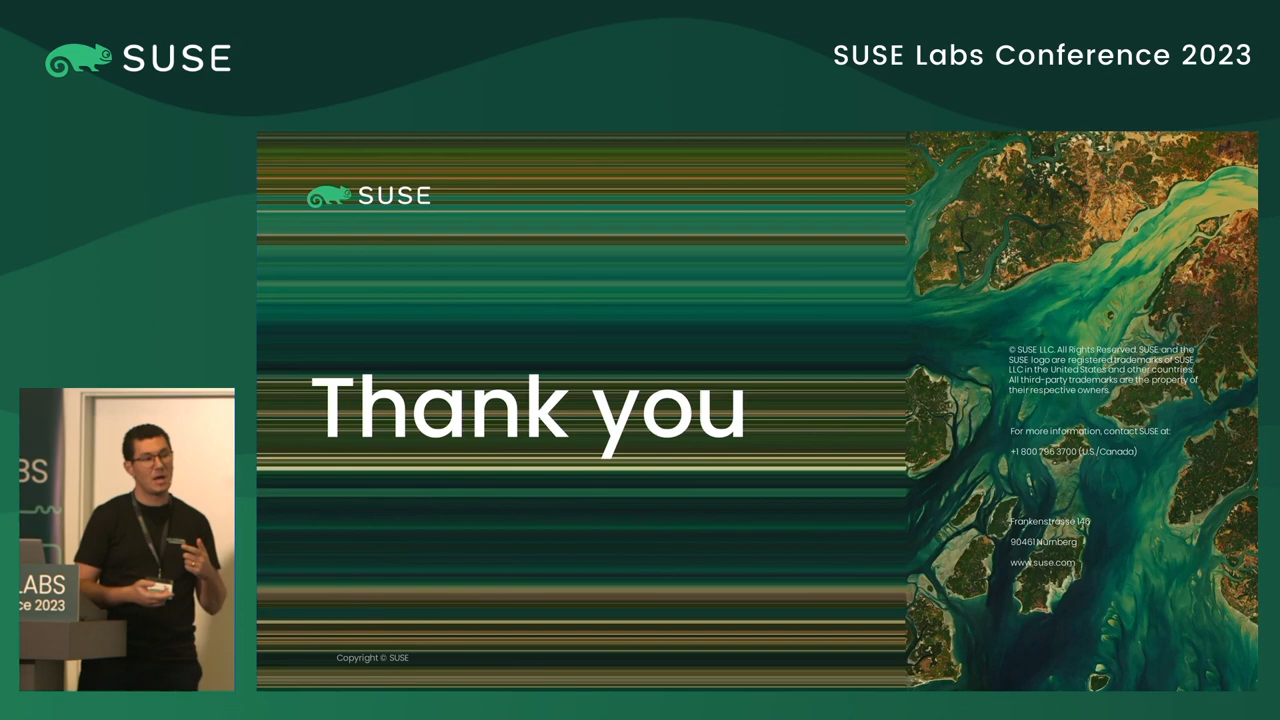 SUSE
SUSE Labs Conference 2023
SUSE
Thank you
© SUSE LLC. All Rights Reserved. SUSE and the
SUSE logo are registered trademarks of SUSE
LLC in the United States and other countries.
All third-party trademarks are the property of
their respective owners.
For more information, contact SUSE at:
+1 800 796 3700 (U.S./Canada)
Frankenstrasse 146
90461 Nürnberg
www.suse.com
Copyright © SUSE
BS
LABS
ce 2023